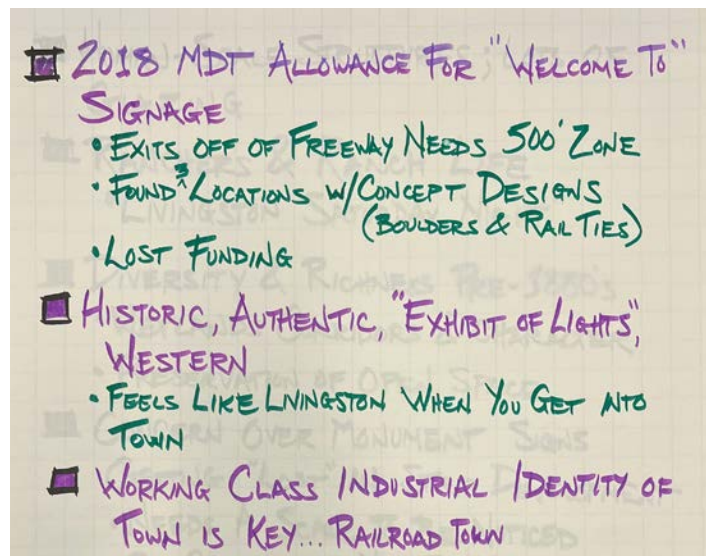 2018 MDT ALLOWANCE FOR "WELCOME TO"
SIGNAGE
• EXITS OFF OF FREEWAY NEEDS 500' ZONE
• FOUND ^3 LOCATIONS W/CONCEPT DESIGNS
(BOULDERS & RAIL TIES)
• LOST FUNDING
HISTORIC, AUTHENTIC, "EXHIBIT OF LIGHTS",
WESTERN
• FEELS LIKE LIVINGSTON WHEN YOU GET INTO
TOWN
WORKING CLASS INDUSTRIAL IDENTITY OF
TOWN IS KEY... RAILROAD TOWN